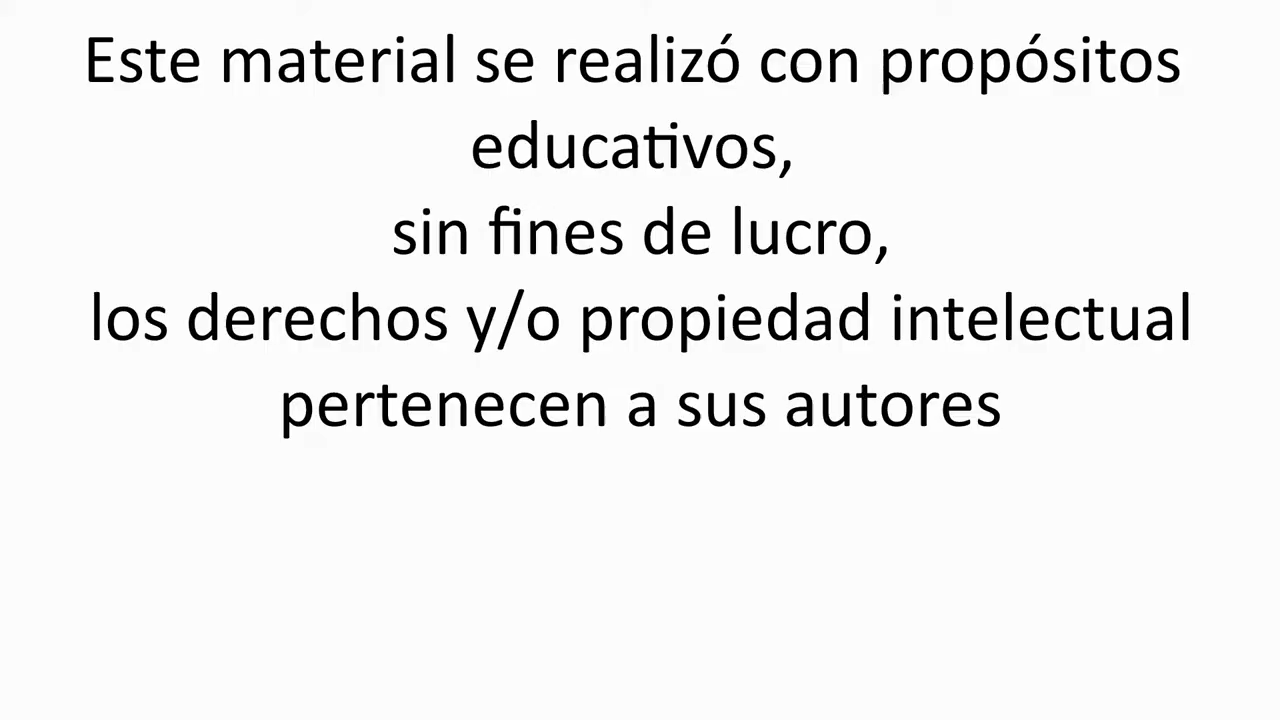 Este material se realizó con propósitos
educativos,
sin fines de lucro,
los derechos y/o propiedad intelectual
pertenecen a sus autores